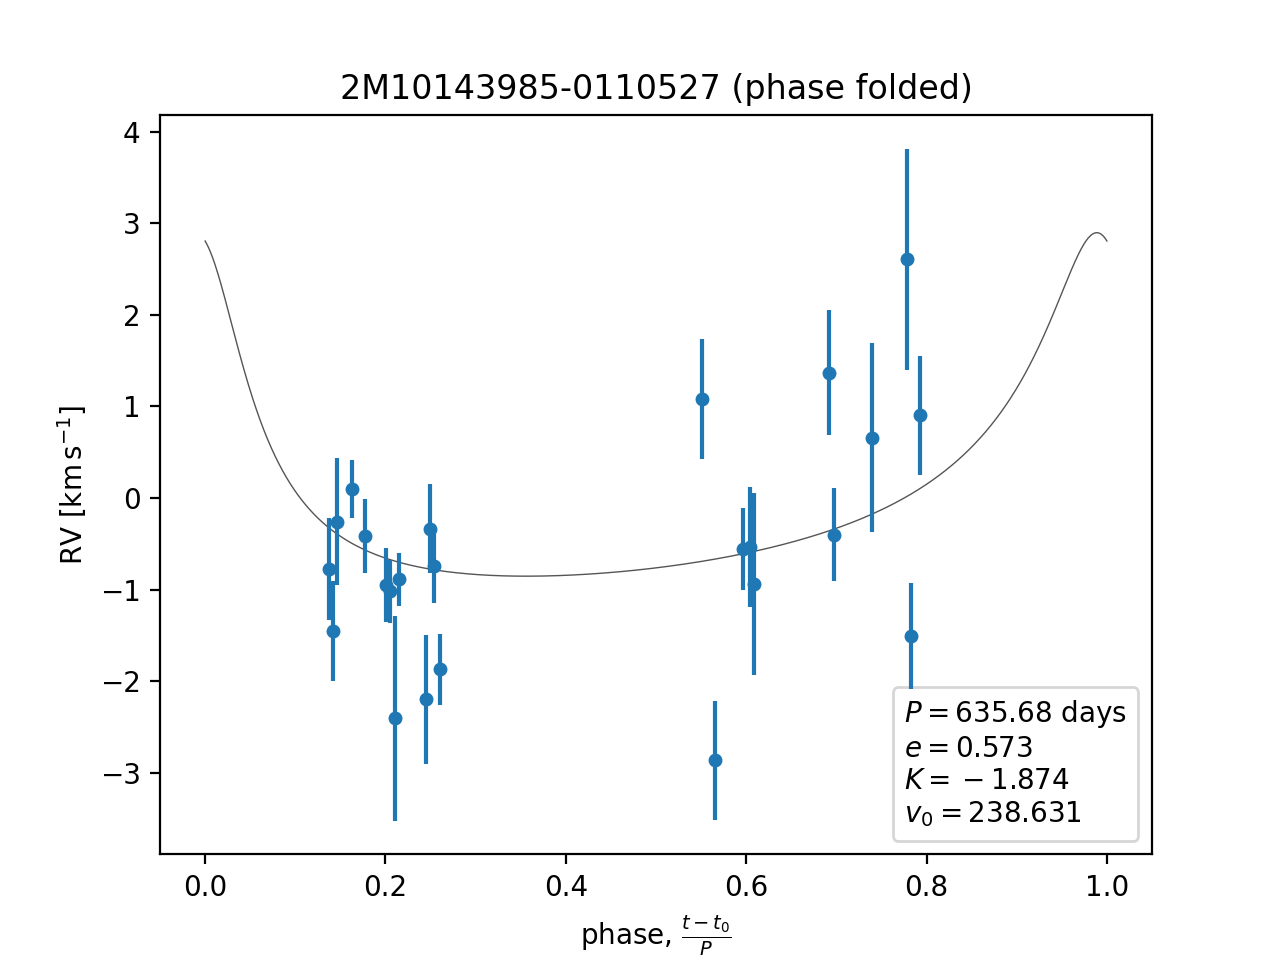 2M10143985-0110527 (phase folded)
4
3
2
1
0
−1
−2
−3
RV [km s⁻¹]
P = 635.68 days
e = 0.573
K = − 1.874
v₀ = 238.631
0.0 0.2 0.4 0.6 0.8 1.0
phase, (t − t₀)/P